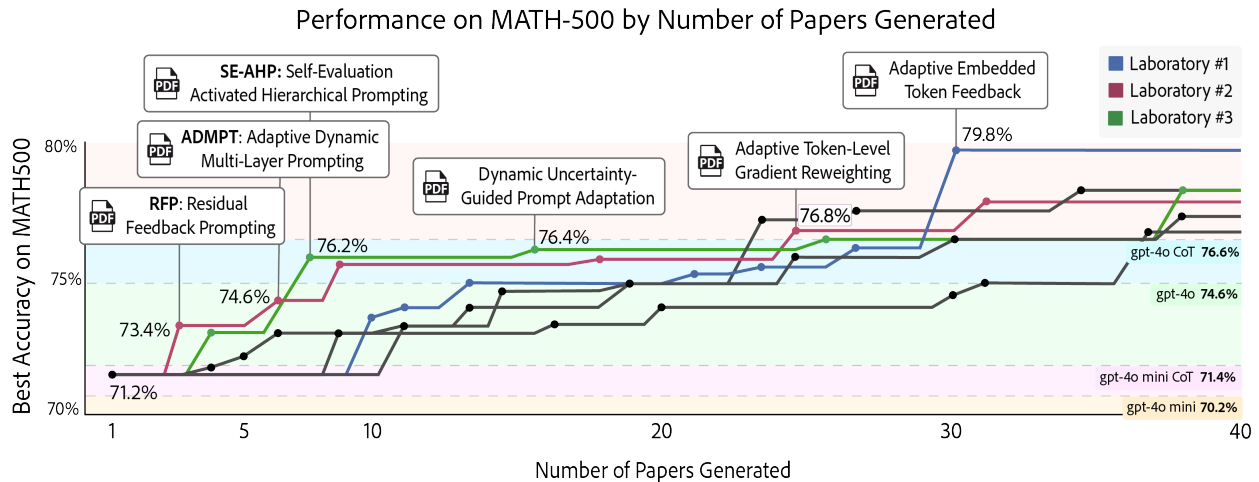 Performance on MATH-500 by Number of Papers Generated
PDF
SE-AHP: Self-Evaluation
Activated Hierarchical Prompting
PDF
Adaptive Embedded
Token Feedback
Laboratory #1
Laboratory #2
Laboratory #3
PDF
ADMPT: Adaptive Dynamic
Multi-Layer Prompting
PDF
Adaptive Token-Level
Gradient Reweighting
PDF
Dynamic Uncertainty-
Guided Prompt Adaptation
PDF
RFP: Residual
Feedback Prompting
Best Accuracy on MATH500
80%
75%
70%
71.2%
73.4%
74.6%
76.2%
76.4%
76.8%
79.8%
gpt-4o CoT 76.6%
gpt-4o 74.6%
gpt-4o mini CoT 71.4%
gpt-4o mini 70.2%
1
5
10
20
30
40
Number of Papers Generated